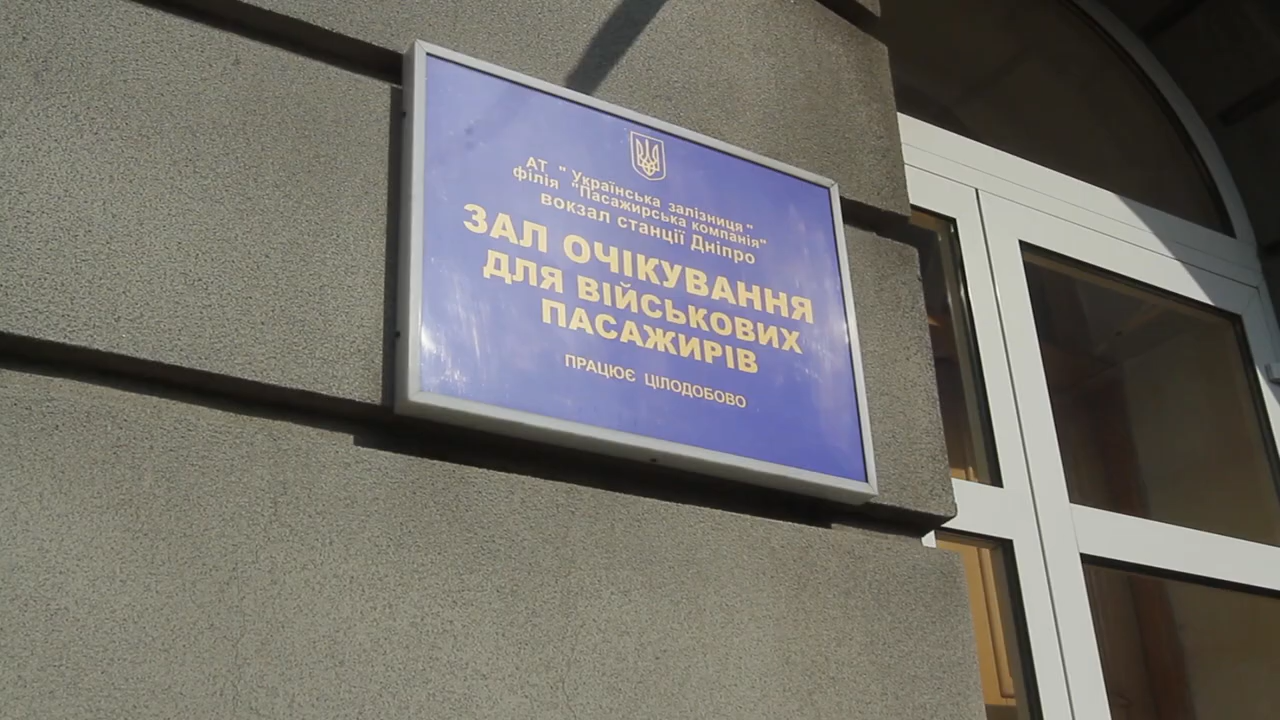 АТ " Українська залізниця"
філія "Пасажирська компанія"
вокзал станції Дніпро
ЗАЛ ОЧІКУВАННЯ
ДЛЯ ВІЙСЬКОВИХ
ПАСАЖИРІВ
ПРАЦЮЄ ЦІЛОДОБОВО